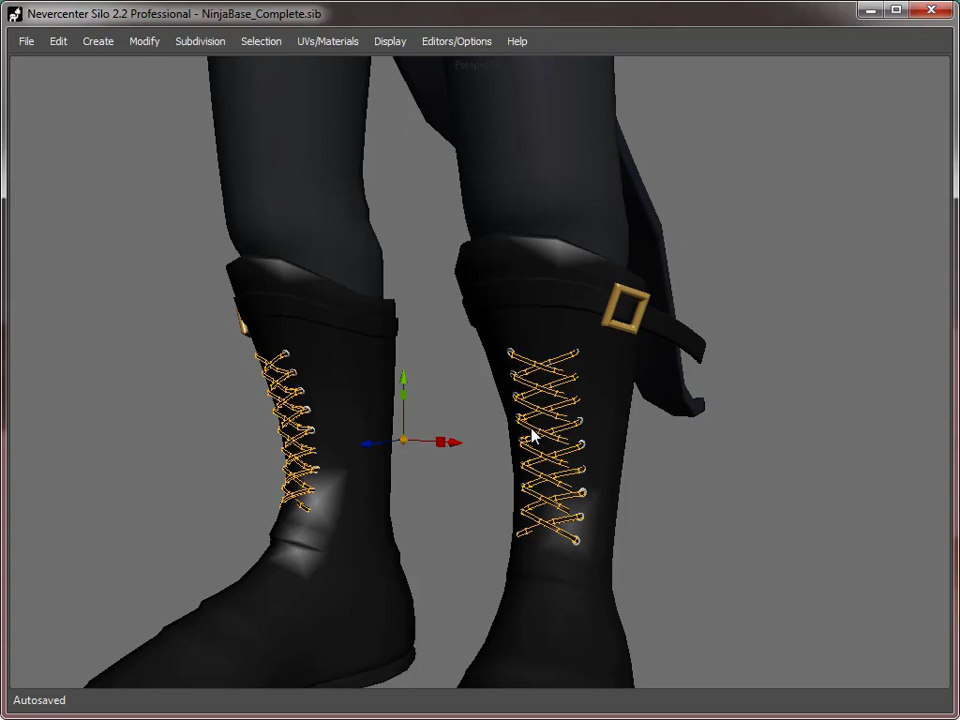 Nevercenter Silo 2.2 Professional - NinjaBase_Complete.sib
File Edit Create Modify Subdivision Selection UVs/Materials Display Editors/Options Help
Autosaved